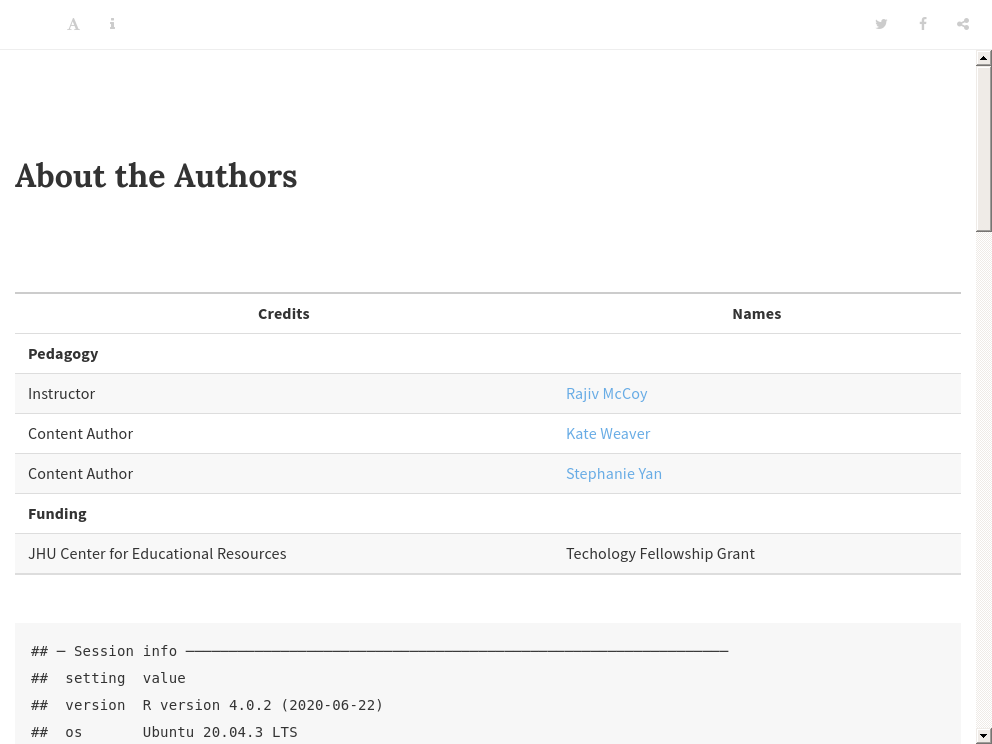 About the Authors
Credits Names
Pedagogy
Instructor Rajiv McCoy
Content Author Kate Weaver
Content Author Stephanie Yan
Funding
JHU Center for Educational Resources Techology Fellowship Grant
## ─ Session info ───────────────────────────────────────────────────────────────
##  setting  value
##  version  R version 4.0.2 (2020-06-22)
##  os       Ubuntu 20.04.3 LTS